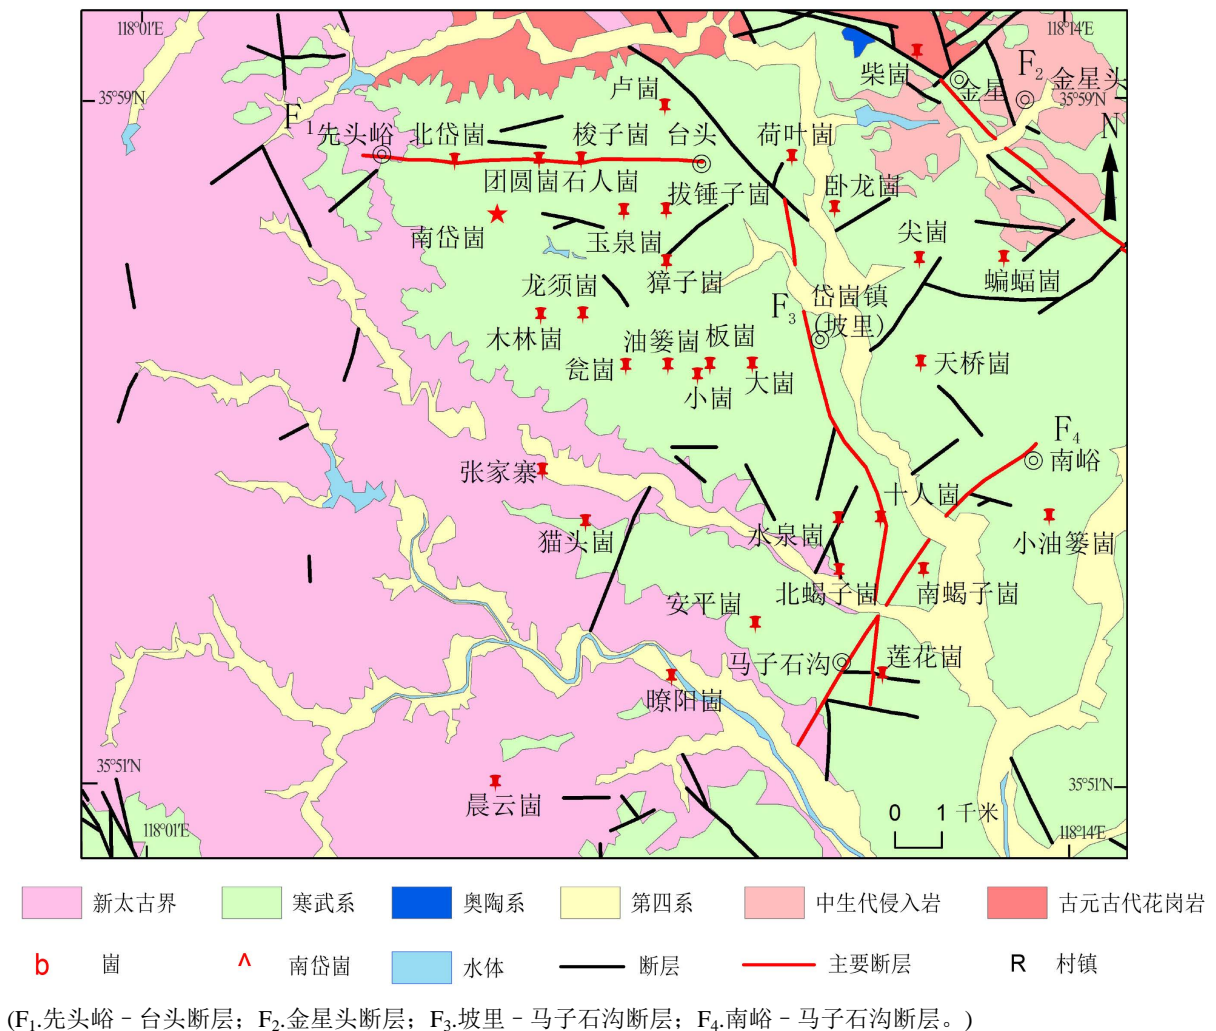 118°01′E
118°14′E
柴崮
F2
金星
金星头
35°59′N
35°59′N
卢崮
N
F1
先头峪
北岱崮
梭子崮
台头
荷叶崮
团圆崮
石人崮
拔锤子崮
卧龙崮
南岱崮
玉泉崮
尖崮
龙须崮
獐子崮
岱崮镇
蝙蝠崮
F3
(坡里)
木林崮
油篓崮
板崮
瓮崮
大崮
天桥崮
小崮
F4
张家寨
南峪
十人崮
猫头崮
水泉崮
小油篓崮
安平崮
北蝎子崮
南蝎子崮
马子石沟
莲花崮
暸阳崮
35°51′N
35°51′N
晨云崮
0 1 千米
118°01′E
118°14′E
新太古界 寒武系 奥陶系 第四系 中生代侵入岩 古元古代花岗岩
b 崮 ^ 南岱崮 水体 断层 主要断层 R 村镇
(F1.先头峪－台头断层；F2.金星头断层；F3.坡里－马子石沟断层；F4.南峪－马子石沟断层。)